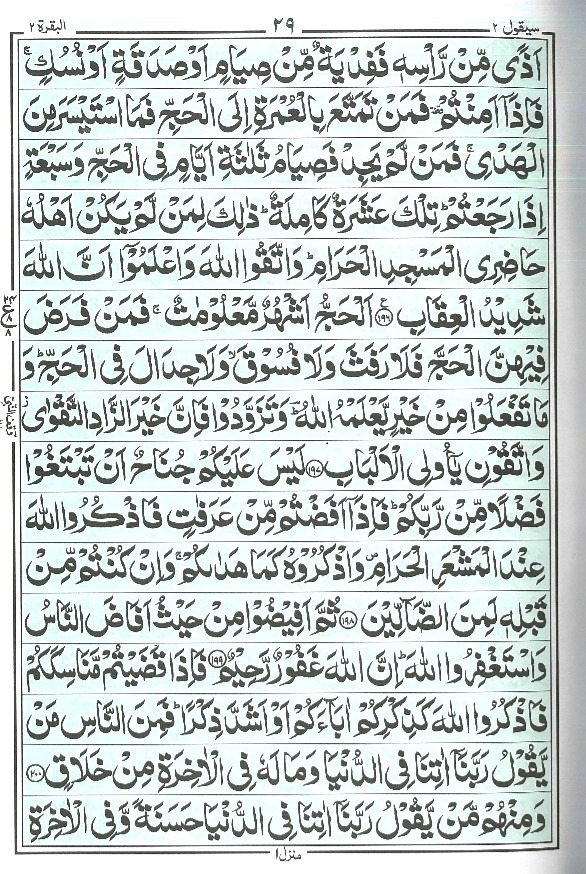 سيقول ٢ ٢٩ البقرة ٢
اَذًى مِّنْ رَّاْسِهٖ فَفِدْيَةٌ مِّنْ صِيَامٍ اَوْ صَدَقَةٍ اَوْ نُسُكٍ ۚ
فَاِذَآ اَمِنْتُمْ ۥ فَمَنْ تَمَتَّعَ بِالْعُمْرَةِ اِلَى الْحَجِّ فَمَا اسْتَيْسَرَ مِنَ
الْهَدْيِ ۚ فَمَنْ لَّمْ يَجِدْ فَصِيَامُ ثَلٰثَةِ اَيَّامٍ فِي الْحَجِّ وَسَبْعَةٍ
اِذَا رَجَعْتُمْ ؕ تِلْكَ عَشَرَةٌ كَامِلَةٌ ؕ ذٰلِكَ لِمَنْ لَّمْ يَكُنْ اَهْلُهٗ
حَاضِرِي الْمَسْجِدِ الْحَرَامِ ؕ وَاتَّقُوا اللّٰهَ وَاعْلَمُوْٓا اَنَّ اللّٰهَ
شَدِيْدُ الْعِقَابِ ﴿١٩٦﴾ اَلْحَجُّ اَشْهُرٌ مَّعْلُوْمٰتٌ ۚ فَمَنْ فَرَضَ
فِيْهِنَّ الْحَجَّ فَلَا رَفَثَ وَلَا فُسُوْقَ ۙ وَلَا جِدَالَ فِي الْحَجِّ ؕ وَ
مَا تَفْعَلُوْا مِنْ خَيْرٍ يَّعْلَمْهُ اللّٰهُ ؕ وَتَزَوَّدُوْا فَاِنَّ خَيْرَ الزَّادِ التَّقْوٰى ز
وَاتَّقُوْنِ يٰٓاُولِي الْاَلْبَابِ ﴿١٩٧﴾ لَيْسَ عَلَيْكُمْ جُنَاحٌ اَنْ تَبْتَغُوْا
فَضْلًا مِّنْ رَّبِّكُمْ ؕ فَاِذَآ اَفَضْتُمْ مِّنْ عَرَفٰتٍ فَاذْكُرُوا اللّٰهَ
عِنْدَ الْمَشْعَرِ الْحَرَامِ ۪ وَاذْكُرُوْهُ كَمَا هَدٰىكُمْ ۚ وَاِنْ كُنْتُمْ مِّنْ
قَبْلِهٖ لَمِنَ الضَّآلِّيْنَ ﴿١٩٨﴾ ثُمَّ اَفِيْضُوْا مِنْ حَيْثُ اَفَاضَ النَّاسُ
وَاسْتَغْفِرُوا اللّٰهَ ؕ اِنَّ اللّٰهَ غَفُوْرٌ رَّحِيْمٌ ﴿١٩٩﴾ فَاِذَا قَضَيْتُمْ مَّنَاسِكَكُمْ
فَاذْكُرُوا اللّٰهَ كَذِكْرِكُمْ اٰبَآءَكُمْ اَوْ اَشَدَّ ذِكْرًا ؕ فَمِنَ النَّاسِ مَنْ
يَّقُوْلُ رَبَّنَآ اٰتِنَا فِي الدُّنْيَا وَمَا لَهٗ فِي الْاٰخِرَةِ مِنْ خَلَاقٍ ﴿٢٠٠﴾
وَمِنْهُمْ مَّنْ يَّقُوْلُ رَبَّنَآ اٰتِنَا فِي الدُّنْيَا حَسَنَةً وَّفِي الْاٰخِرَةِ
منزل ١